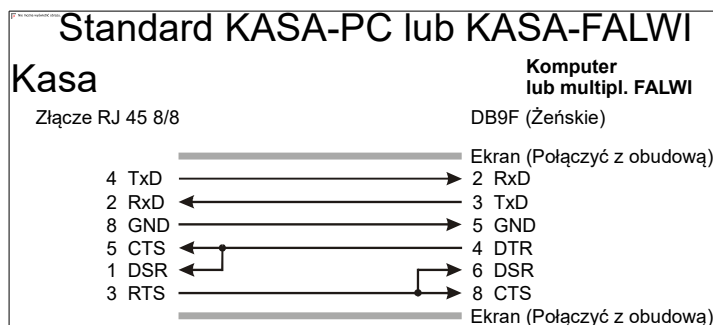 Standard KASA-PC lub KASA-FALWI
Kasa
Komputer
lub multipl. FALWI
Złącze RJ 45 8/8
DB9F (Żeńskie)
Ekran (Połączyć z obudową)
4 TxD 2 RxD
2 RxD 3 TxD
8 GND 5 GND
5 CTS 4 DTR
1 DSR 6 DSR
3 RTS 8 CTS
Ekran (Połączyć z obudową)